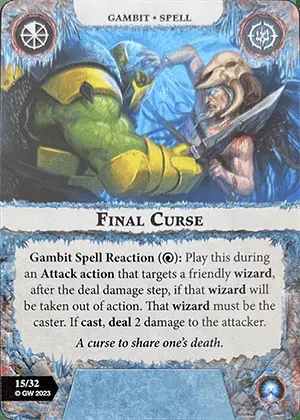 GAMBIT • SPELL
FINAL CURSE
Gambit Spell Reaction (): Play this during
an Attack action that targets a friendly wizard,
after the deal damage step, if that wizard will
be taken out of action. That wizard must be the
caster. If cast, deal 2 damage to the attacker.
A curse to share one's death.
15/32
© GW 2023